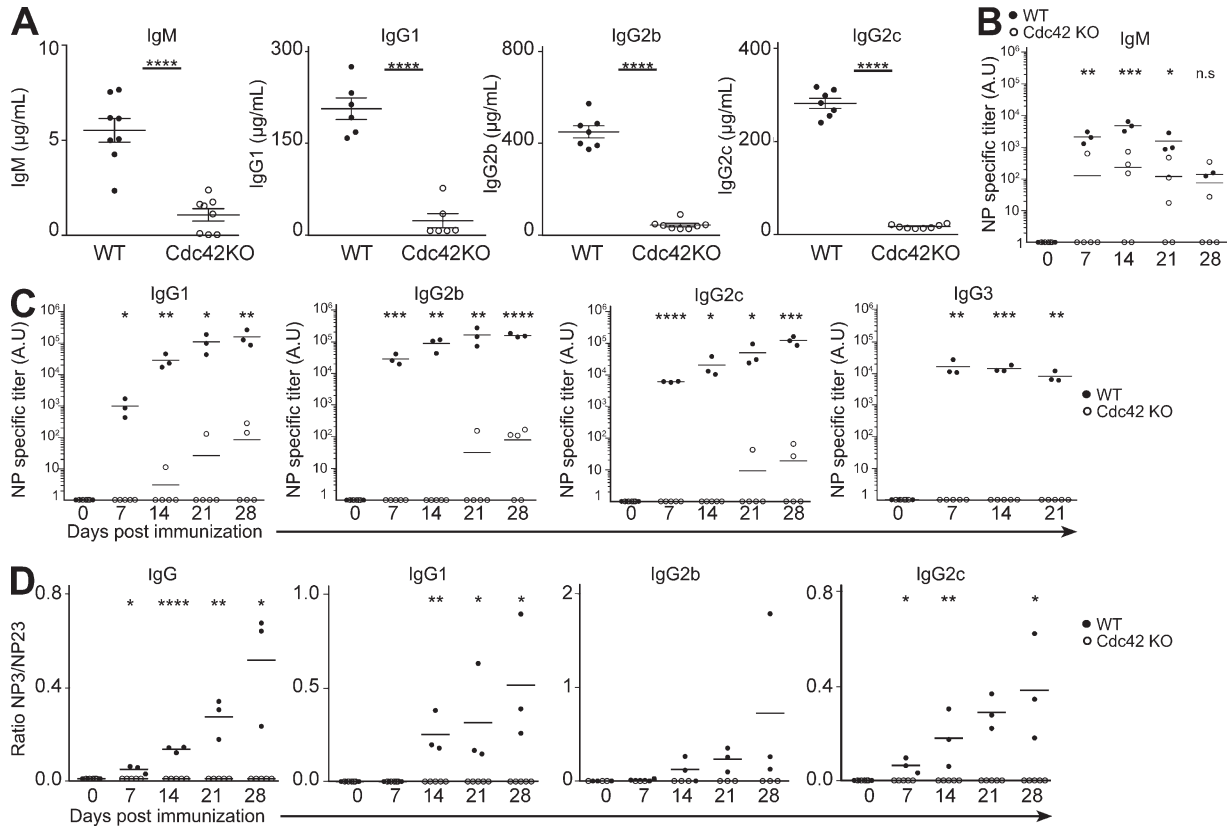 A
IgM
IgG1
IgG2b
IgG2c
B
WT
Cdc42 KO
IgM
10
5
0
IgM (µg/mL)
****
WT
Cdc42KO
300
150
0
IgG1 (µg/mL)
****
WT
Cdc42KO
800
400
0
IgG2b (µg/mL)
****
WT
Cdc42KO
400
200
0
IgG2c (µg/mL)
****
WT
Cdc42KO
NP specific titer (A.U)
10⁶
10⁵
10⁴
10³
10²
10
1
** *** * n.s
0 7 14 21 28
C
IgG1
NP specific titer (A.U)
10⁶
10⁵
10⁴
10³
10²
10
1
* ** * **
0 7 14 21 28
IgG2b
NP specific titer (A.U)
10⁶
10⁵
10⁴
10³
10²
10
1
*** ** ** ****
0 7 14 21 28
IgG2c
NP specific titer (A.U)
10⁶
10⁵
10⁴
10³
10²
10
1
**** * * ***
0 7 14 21 28
IgG3
NP specific titer (A.U)
10⁶
10⁵
10⁴
10³
10²
10
1
** *** **
0 7 14 21
WT
Cdc42 KO
Days post immunization
D
IgG
Ratio NP3/NP23
0.8
0.4
0.0
* **** ** *
0 7 14 21 28
IgG1
1.0
0.5
0.0
** * *
0 7 14 21 28
IgG2b
2
1
0
0 7 14 21 28
IgG2c
0.8
0.4
0.0
* ** *
0 7 14 21 28
WT
Cdc42 KO
Days post immunization